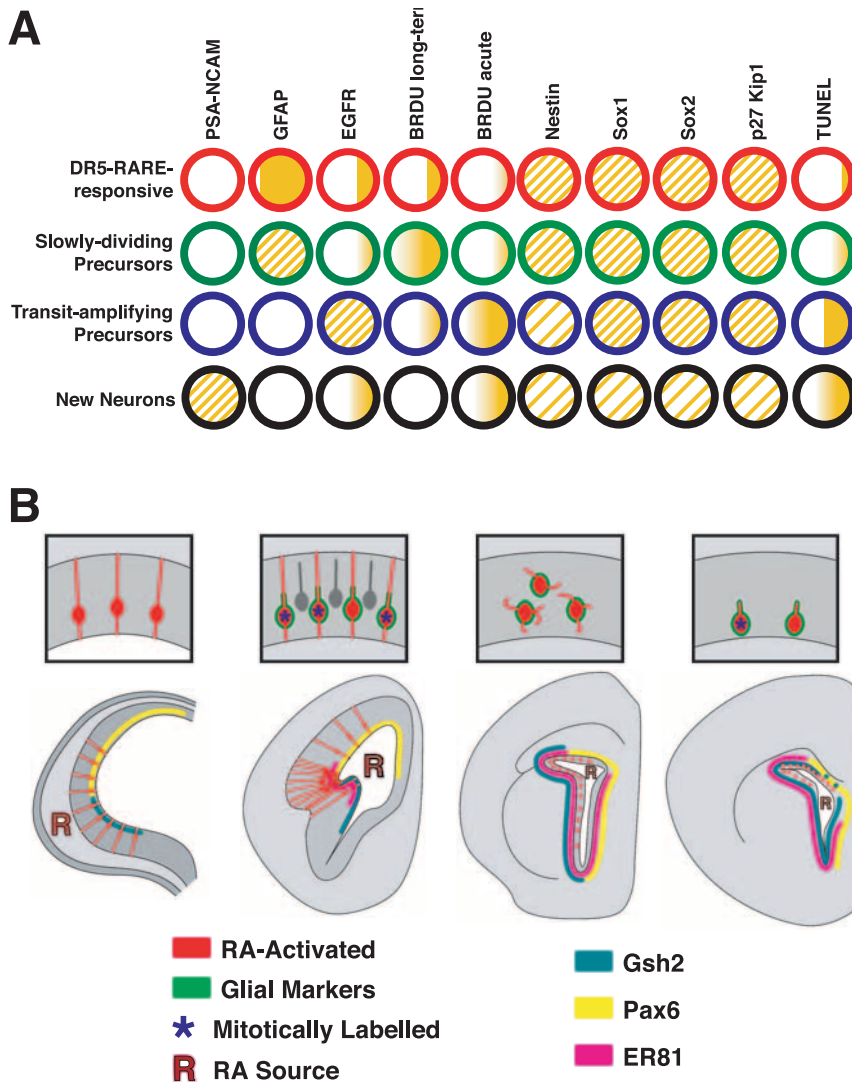 A
PSA-NCAM
GFAP
EGFR
BRDU long-ter
BRDU acute
Nestin
Sox1
Sox2
p27 Kip1
TUNEL
DR5-RARE-
responsive
Slowly-dividing
Precursors
Transit-amplifying
Precursors
New Neurons
B
R
R
R
R
RA-Activated
Glial Markers
* Mitotically Labelled
R RA Source
Gsh2
Pax6
ER81